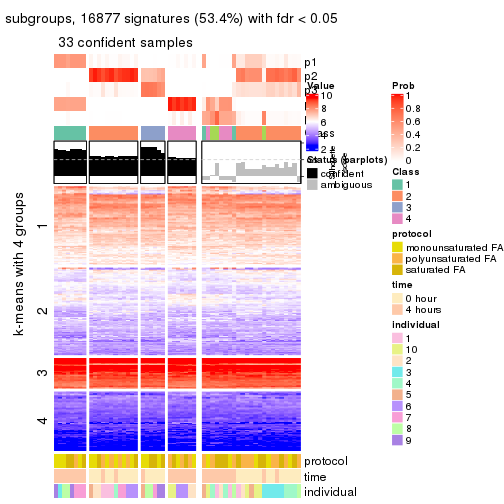 subgroups, 16877 signatures (53.4%) with fdr < 0.05
33 confident samples
p1
p2
Value
10
8
6
4
2
Status (barplots)
confident
ambiguous
k-means with 4 groups
1
2
3
4
protocol
time
individual
Prob
1
0.8
0.6
0.4
0.2
0
Class
1
2
3
4
protocol
monounsaturated FA
polyunsaturated FA
saturated FA
time
0 hour
4 hours
individual
1
10
2
3
4
5
6
7
8
9